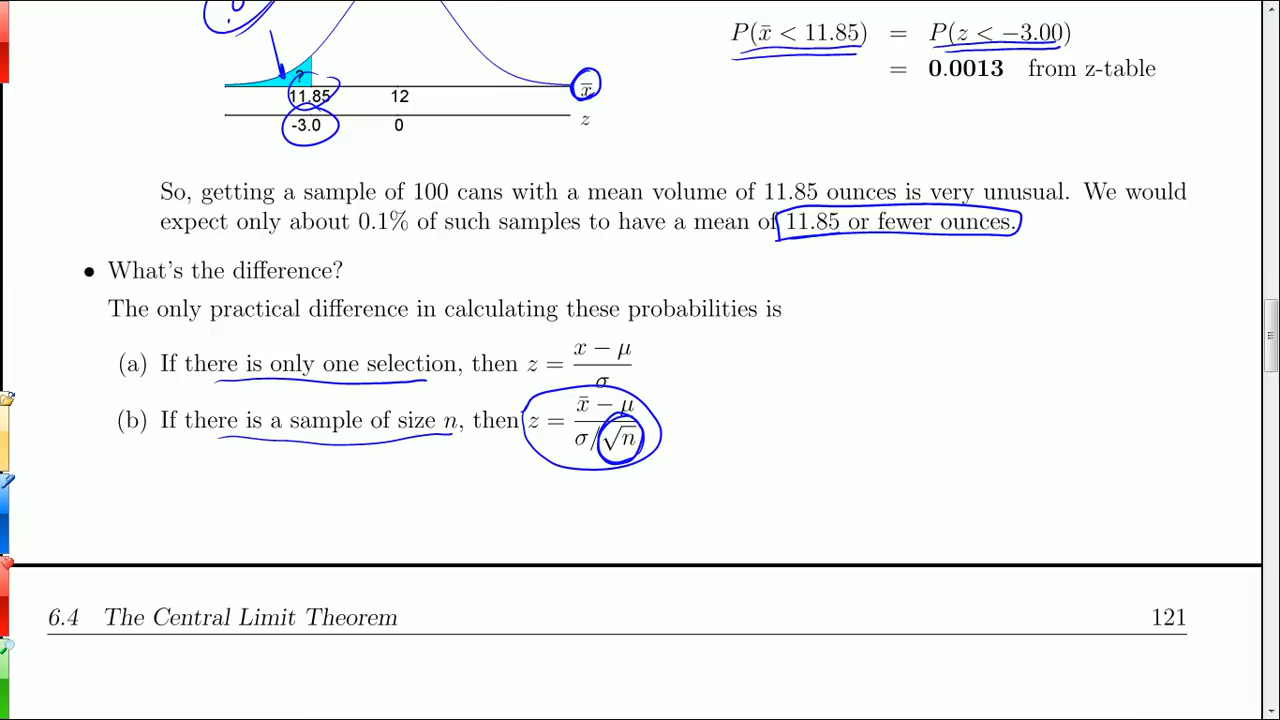 P(x̄ < 11.85) = P(z < −3.00)
= 0.0013 from z-table
?
11.85 12 x̄
-3.0 0 z
So, getting a sample of 100 cans with a mean volume of 11.85 ounces is very unusual. We would
expect only about 0.1% of such samples to have a mean of 11.85 or fewer ounces.
• What's the difference?
The only practical difference in calculating these probabilities is
(a) If there is only one selection, then z = (x − μ)/σ
(b) If there is a sample of size n, then z = (x̄ − μ)/(σ/√n)
6.4 The Central Limit Theorem 121